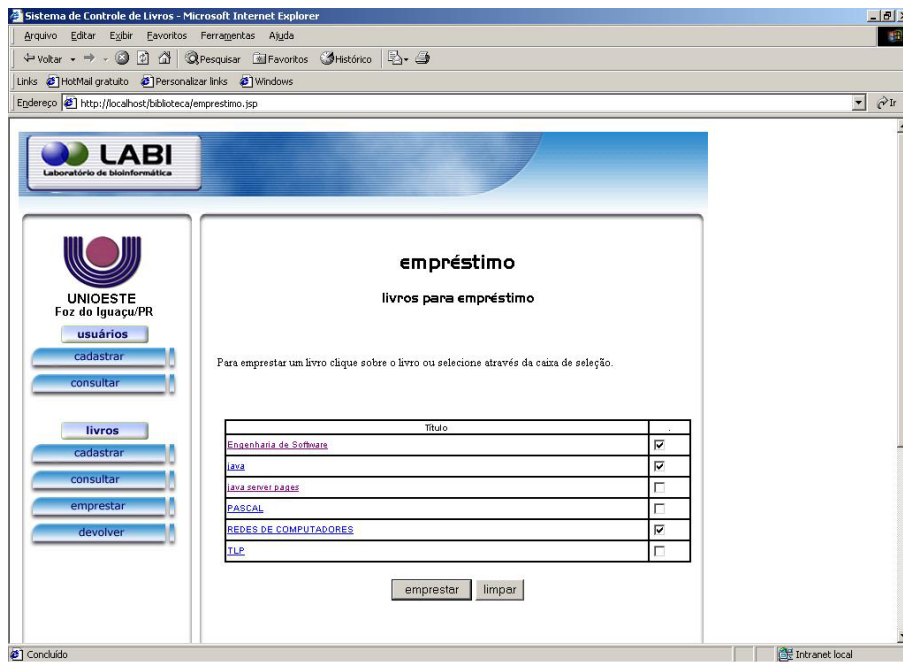 Sistema de Controle de Livros - Microsoft Internet Explorer
Arquivo Editar Exibir Favoritos Ferramentas Ajuda
Voltar Pesquisar Favoritos Histórico
Links HotMail gratuito Personalizar links Windows
Endereço http://localhost/biblioteca/emprestimo.jsp Ir
LABI
Laboratório de bioinformática
UNIOESTE
Foz do Iguaçu/PR
usuários
cadastrar
consultar
livros
cadastrar
consultar
emprestar
devolver
empréstimo
livros para empréstimo
Para emprestar um livro clique sobre o livro ou selecione através da caixa de seleção.
Título .
Engenharia de Software
java
java server pages
PASCAL
REDES DE COMPUTADORES
TLP
emprestar limpar
Concluído Intranet local